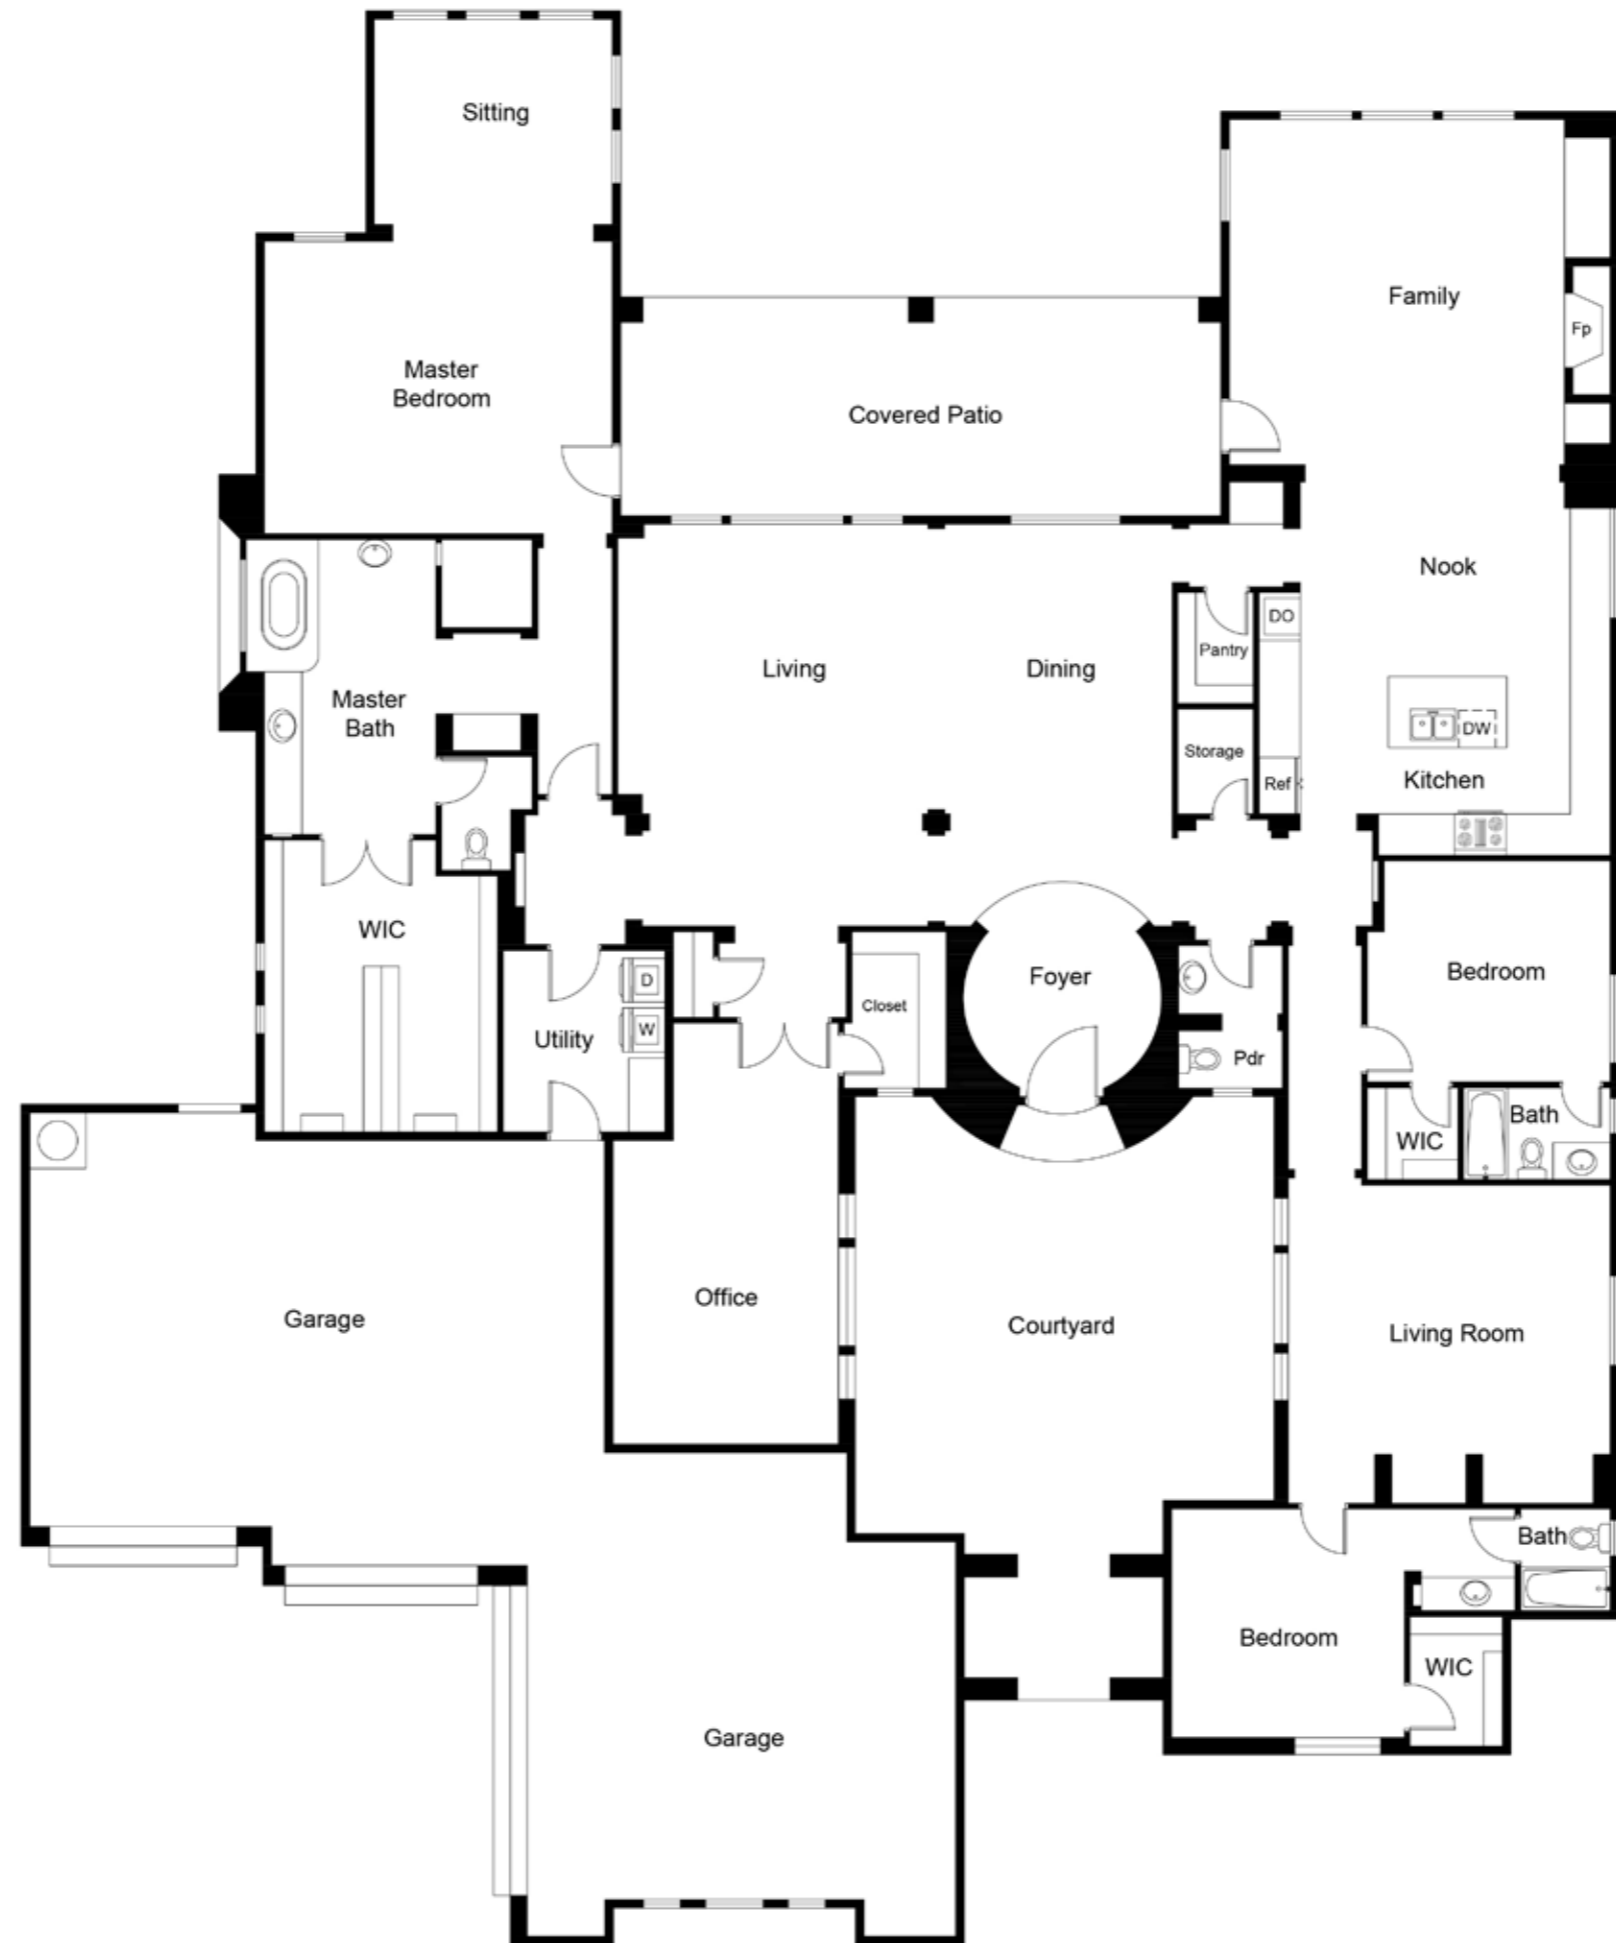 Sitting
Family
Fp
Master
Bedroom
Covered Patio
Nook
DO
Pantry
Living
Dining
Master
Bath
DW
Storage
Kitchen
Ref
WIC
Bedroom
Foyer
D
Closet
W
Utility
Pdr
Bath
WIC
Office
Garage
Courtyard
Living Room
Bath
Bedroom
WIC
Garage